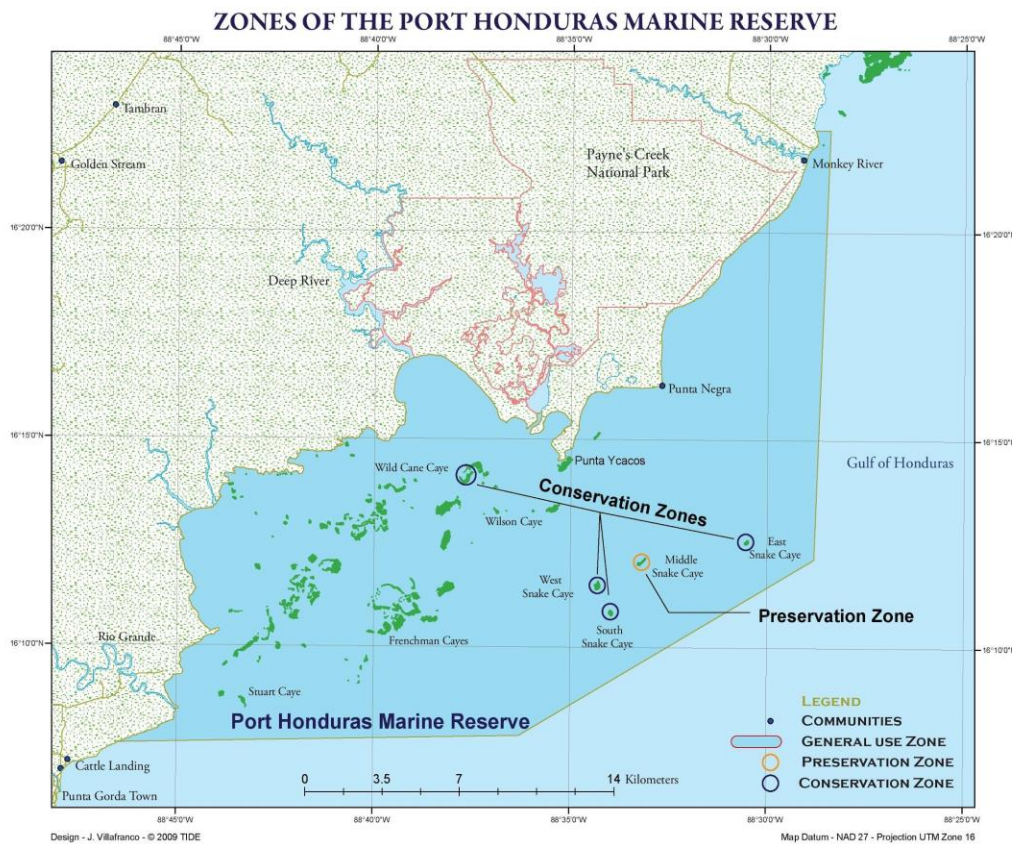 ZONES OF THE PORT HONDURAS MARINE RESERVE
88°45'0"W
88°40'0"W
88°35'0"W
88°30'0"W
88°25'0"W
Tambran
Golden Stream
Payne's Creek
National Park
Monkey River
16°20'0"N
16°20'0"N
Deep River
Punta Negra
16°15'0"N
16°15'0"N
Wild Cane Caye
Punta Ycacos
Gulf of Honduras
Conservation Zones
Wilson Caye
East
Snake Caye
Middle
Snake Caye
West
Snake Caye
Preservation Zone
South
Snake Caye
Rio Grande
Frenchman Cayes
16°10'0"N
16°10'0"N
Stuart Caye
Port Honduras Marine Reserve
LEGEND
COMMUNITIES
GENERAL USE ZONE
PRESERVATION ZONE
CONSERVATION ZONE
Cattle Landing
Punta Gorda Town
0 3.5 7 14 Kilometers
88°45'0"W
88°40'0"W
88°35'0"W
88°30'0"W
88°25'0"W
Design - J. Villafranco - © 2009 TIDE
Map Datum - NAD 27 - Projection UTM Zone 16